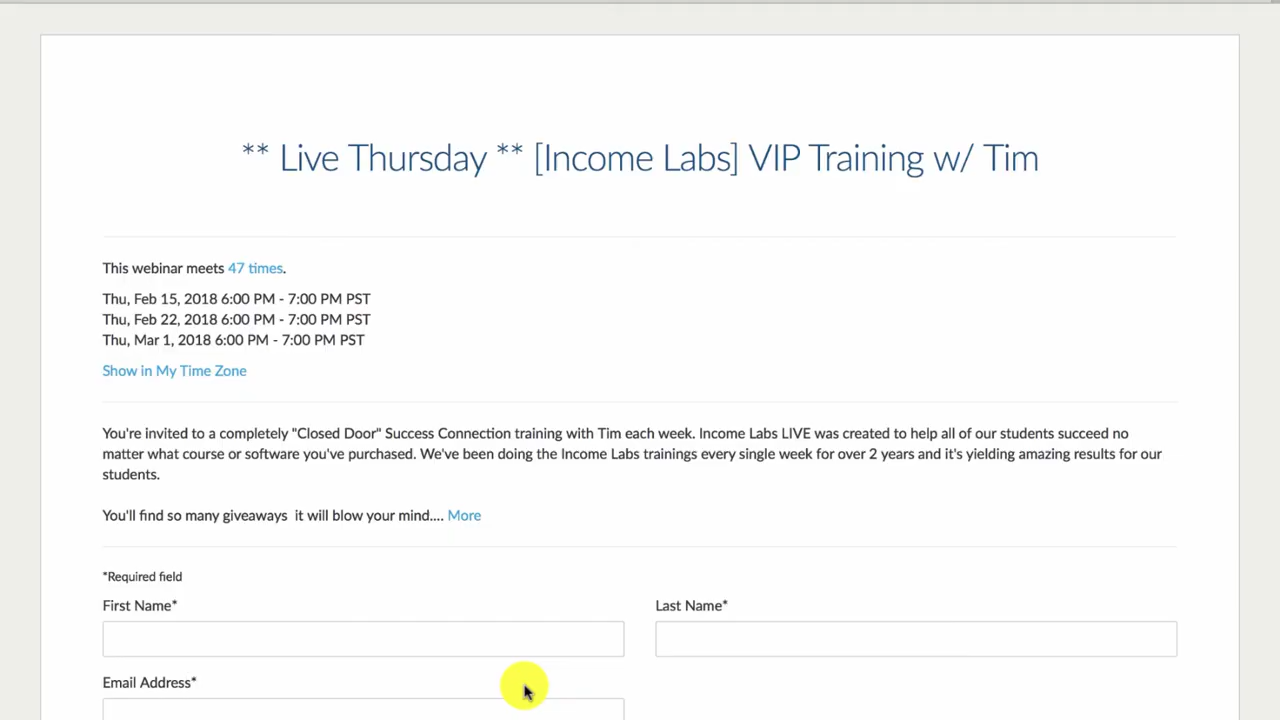 ** Live Thursday ** [Income Labs] VIP Training w/ Tim
This webinar meets 47 times.
Thu, Feb 15, 2018 6:00 PM - 7:00 PM PST
Thu, Feb 22, 2018 6:00 PM - 7:00 PM PST
Thu, Mar 1, 2018 6:00 PM - 7:00 PM PST
Show in My Time Zone
You're invited to a completely "Closed Door" Success Connection training with Tim each week. Income Labs LIVE was created to help all of our students succeed no
matter what course or software you've purchased. We've been doing the Income Labs trainings every single week for over 2 years and it's yielding amazing results for our
students.
You'll find so many giveaways  it will blow your mind.... More
*Required field
First Name*
Last Name*
Email Address*